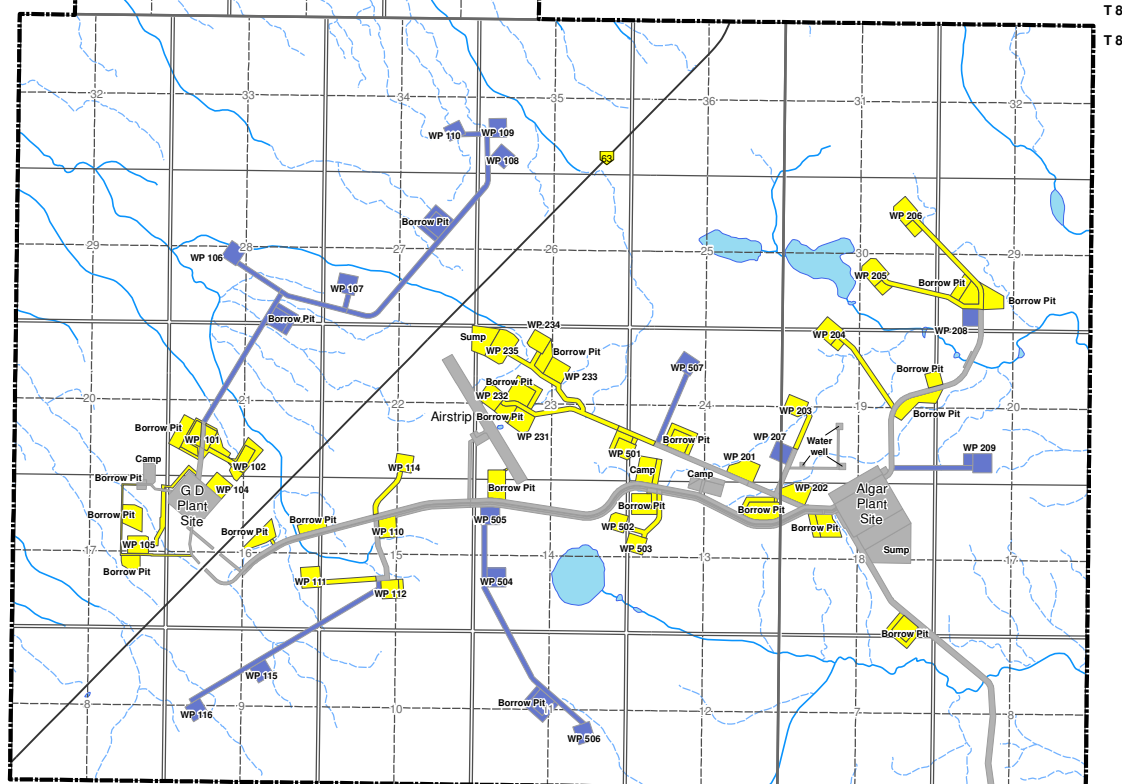 T 8
T 8
32
33
34
35
36
31
32
WP 110
WP 109
WP 108
63
Borrow Pit
WP 206
29
28
27
26
25
30
29
WP 106
WP 107
WP 205
Borrow Pit
Borrow Pit
Borrow Pit
WP 208
WP 234
Sump
WP 235
Borrow Pit
WP 204
WP 233
WP 507
Borrow Pit
Borrow Pit
WP 232
20
21
22
23
24
19
20
WP 203
Airstrip
Borrow Pit
Borrow Pit
WP 231
Borrow Pit
WP 101
WP 207
Water
well
Borrow Pit
WP 501
WP 209
Camp
WP 102
WP 114
WP 201
Camp
Camp
Borrow Pit
G D
Plant
Site
WP 104
Borrow Pit
WP 202
Algar
Plant
Site
Borrow Pit
Borrow Pit
Borrow Pit
Borrow Pit
WP 505
WP 502
Borrow Pit
Borrow Pit
WP 110
WP 105
WP 503
Sump
17
16
15
14
13
18
17
Borrow Pit
WP 111
WP 504
WP 112
Borrow Pit
WP 115
8
9
10
11
12
7
8
Borrow Pit
WP 116
WP 506